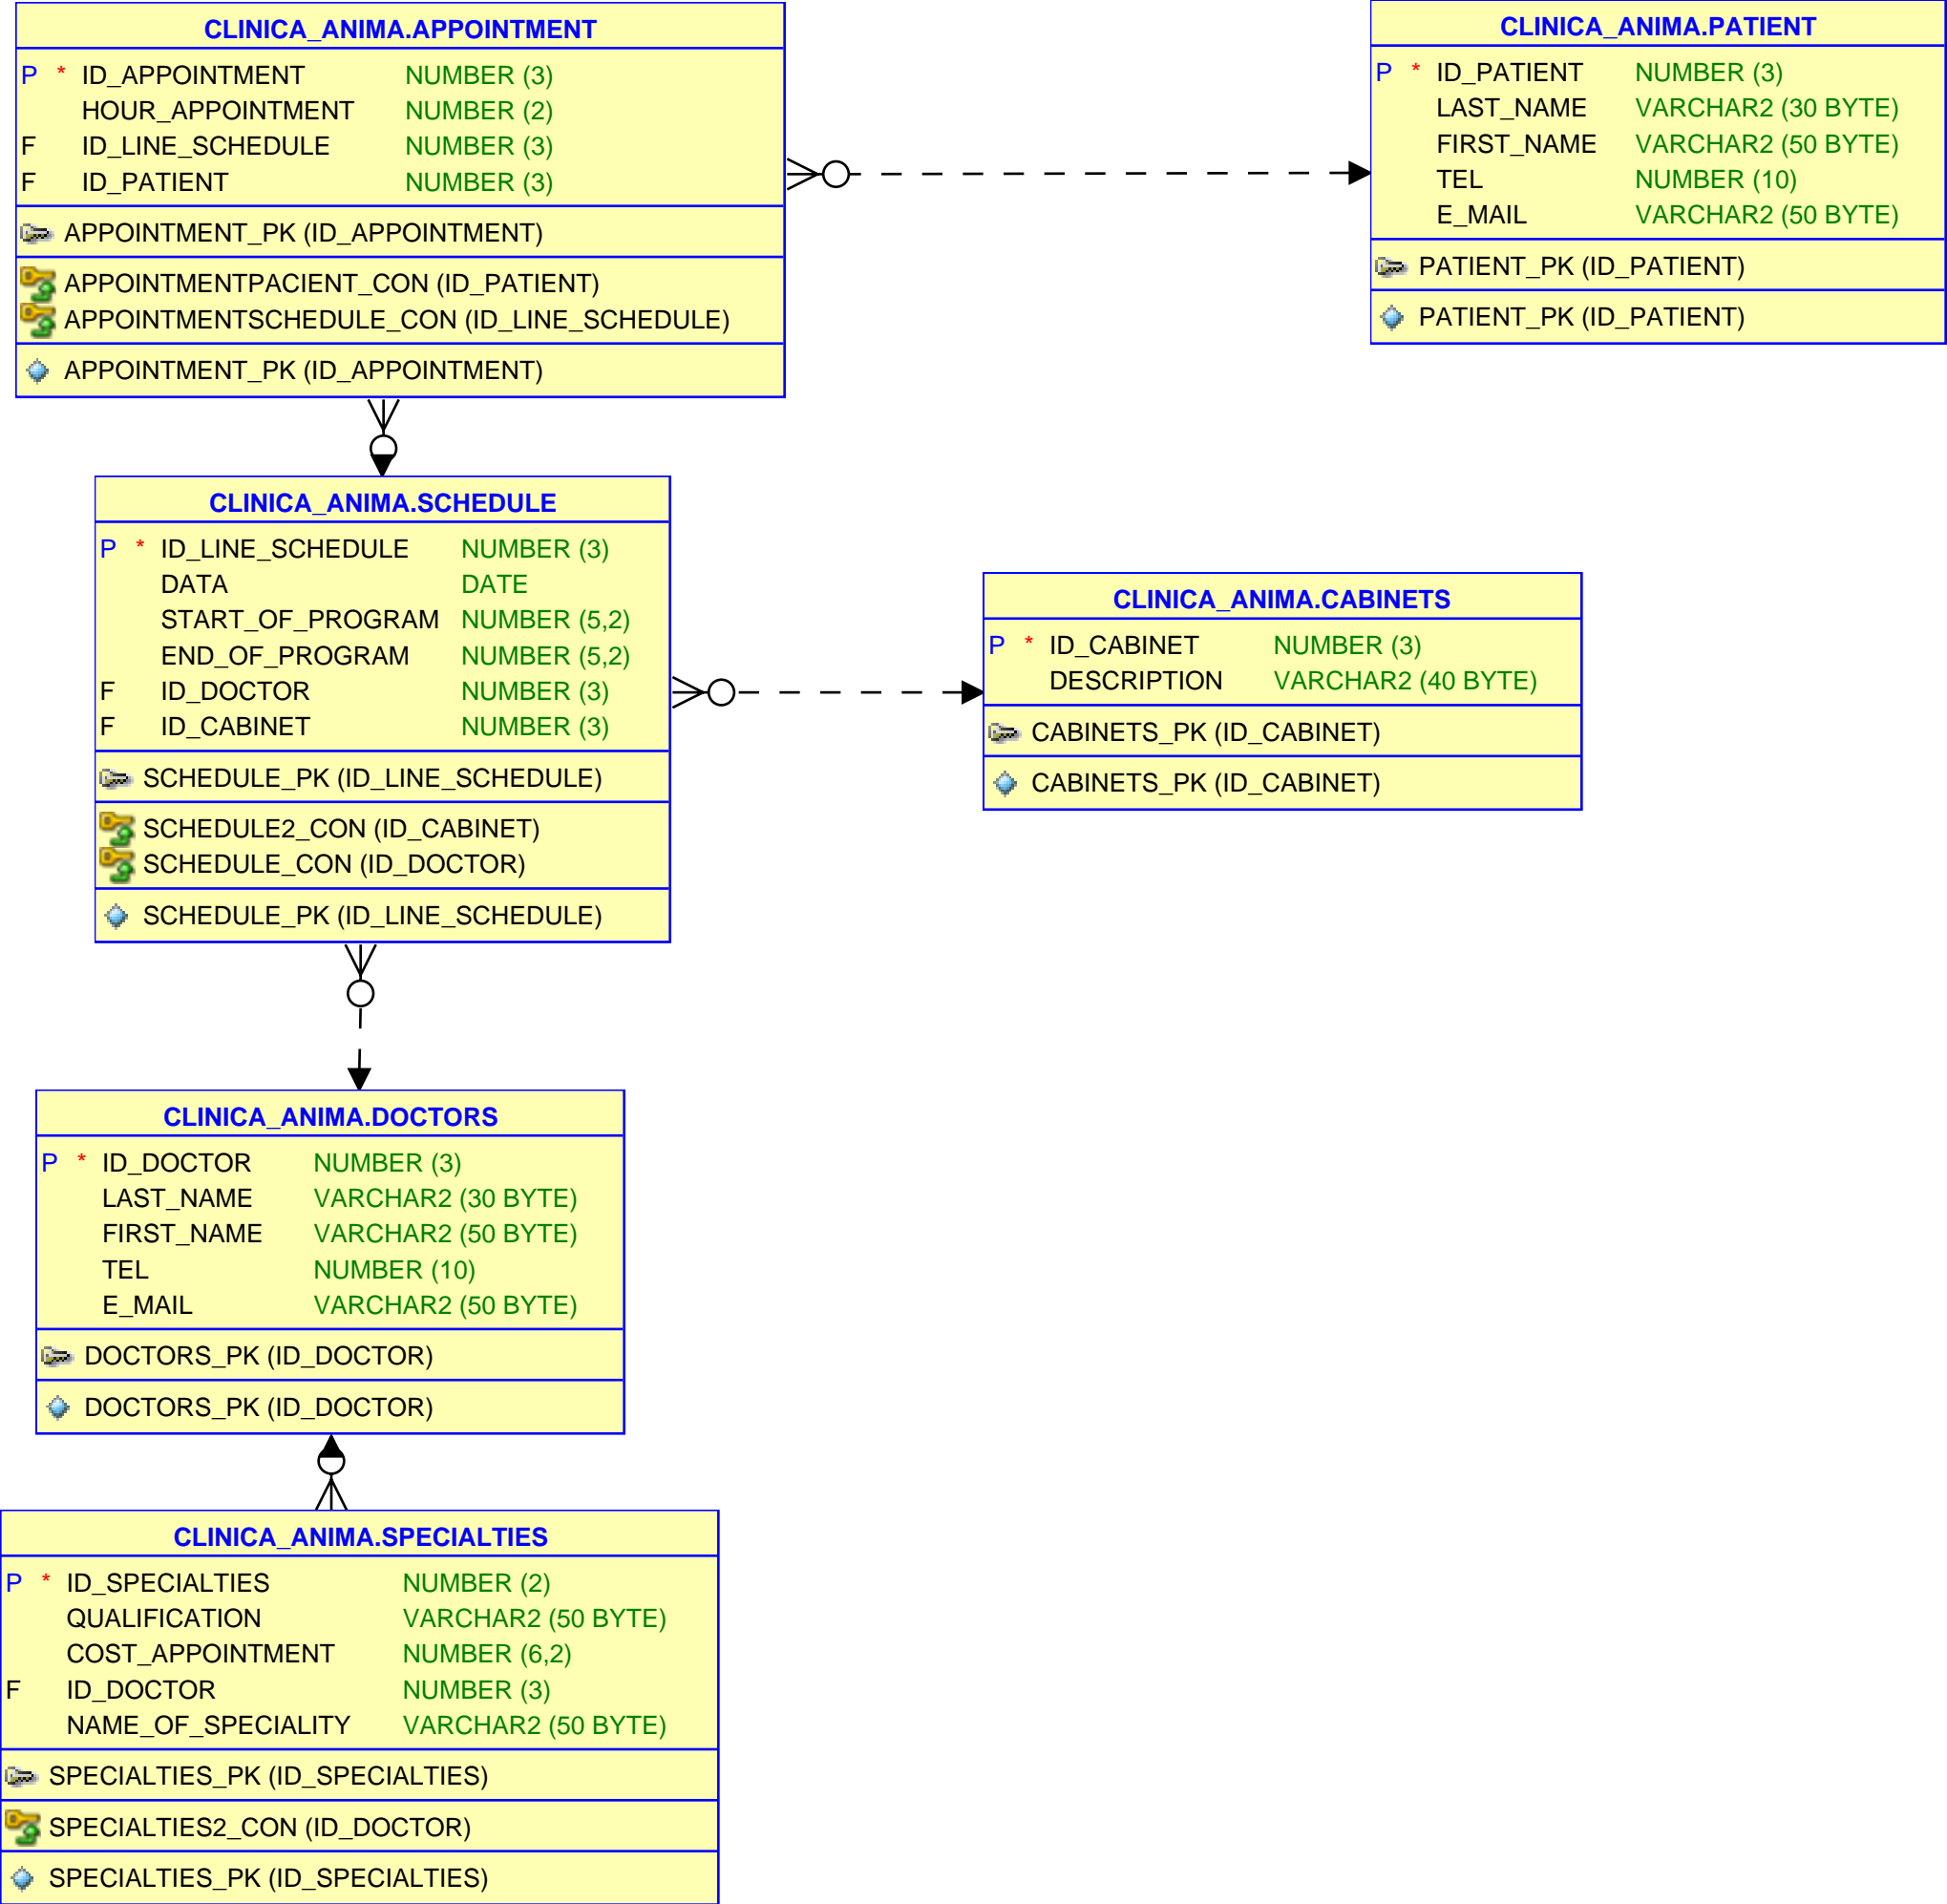 CLINICA_ANIMA.APPOINTMENT
P * ID_APPOINTMENT NUMBER (3)
HOUR_APPOINTMENT NUMBER (2)
F ID_LINE_SCHEDULE NUMBER (3)
F ID_PATIENT NUMBER (3)
APPOINTMENT_PK (ID_APPOINTMENT)
APPOINTMENTPACIENT_CON (ID_PATIENT)
APPOINTMENTSCHEDULE_CON (ID_LINE_SCHEDULE)
APPOINTMENT_PK (ID_APPOINTMENT)
CLINICA_ANIMA.PATIENT
P * ID_PATIENT NUMBER (3)
LAST_NAME VARCHAR2 (30 BYTE)
FIRST_NAME VARCHAR2 (50 BYTE)
TEL NUMBER (10)
E_MAIL VARCHAR2 (50 BYTE)
PATIENT_PK (ID_PATIENT)
PATIENT_PK (ID_PATIENT)
CLINICA_ANIMA.SCHEDULE
P * ID_LINE_SCHEDULE NUMBER (3)
DATA DATE
START_OF_PROGRAM NUMBER (5,2)
END_OF_PROGRAM NUMBER (5,2)
F ID_DOCTOR NUMBER (3)
F ID_CABINET NUMBER (3)
SCHEDULE_PK (ID_LINE_SCHEDULE)
SCHEDULE2_CON (ID_CABINET)
SCHEDULE_CON (ID_DOCTOR)
SCHEDULE_PK (ID_LINE_SCHEDULE)
CLINICA_ANIMA.CABINETS
P * ID_CABINET NUMBER (3)
DESCRIPTION VARCHAR2 (40 BYTE)
CABINETS_PK (ID_CABINET)
CABINETS_PK (ID_CABINET)
CLINICA_ANIMA.DOCTORS
P * ID_DOCTOR NUMBER (3)
LAST_NAME VARCHAR2 (30 BYTE)
FIRST_NAME VARCHAR2 (50 BYTE)
TEL NUMBER (10)
E_MAIL VARCHAR2 (50 BYTE)
DOCTORS_PK (ID_DOCTOR)
DOCTORS_PK (ID_DOCTOR)
CLINICA_ANIMA.SPECIALTIES
P * ID_SPECIALTIES NUMBER (2)
QUALIFICATION VARCHAR2 (50 BYTE)
COST_APPOINTMENT NUMBER (6,2)
F ID_DOCTOR NUMBER (3)
NAME_OF_SPECIALITY VARCHAR2 (50 BYTE)
SPECIALTIES_PK (ID_SPECIALTIES)
SPECIALTIES2_CON (ID_DOCTOR)
SPECIALTIES_PK (ID_SPECIALTIES)